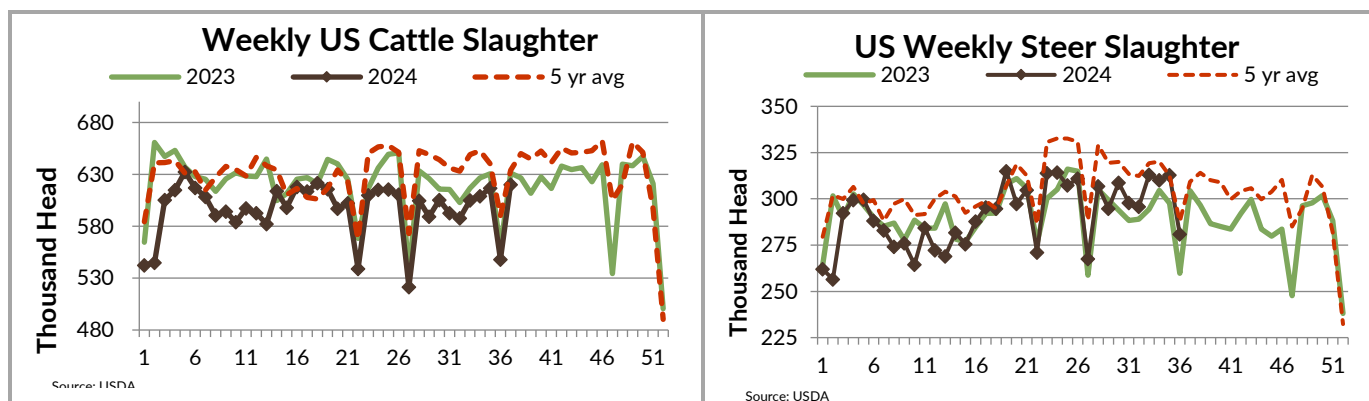 Weekly US Cattle Slaughter
2023 2024 5 yr avg
Thousand Head
680
630
580
530
480
1 6 11 16 21 26 31 36 41 46 51
Source: USDA
US Weekly Steer Slaughter
2023 2024 5 yr avg
Thousand Head
350
325
300
275
250
225
1 6 11 16 21 26 31 36 41 46 51
Source: USDA